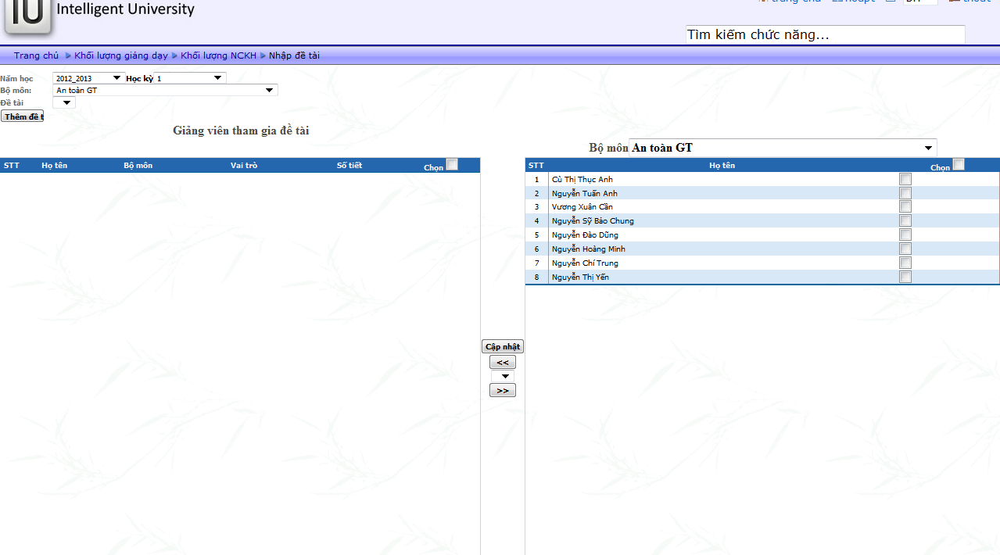 IU Intelligent University
Tìm kiếm chức năng...
Trang chủ Khối lượng giảng dạy Khối lượng NCKH Nhập đề tài
Năm học 2012_2013 Học kỳ 1
Bộ môn: An toàn GT
Đề tài
Thêm đề t
Giảng viên tham gia đề tài
Bộ môn An toàn GT
STT Họ tên Bộ môn Vai trò Số tiết Chọn
STT Họ tên Chọn
1 Cù Thị Thục Anh
2 Nguyễn Tuấn Anh
3 Vương Xuân Cần
4 Nguyễn Sỹ Bảo Chung
5 Nguyễn Đào Dũng
6 Nguyễn Hoàng Minh
7 Nguyễn Chí Trung
8 Nguyễn Thị Yến
Cập nhật
<<
>>